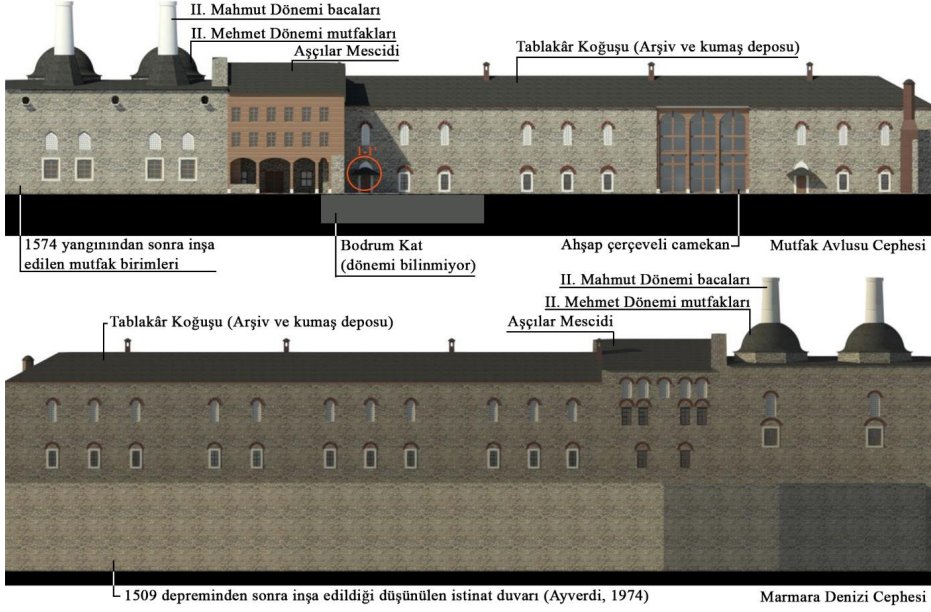 II. Mahmut Dönemi bacaları
II. Mehmet Dönemi mutfakları
Aşçılar Mescidi
Tablakâr Koğuşu (Arşiv ve kumaş deposu)
1-1'
1574 yangınından sonra inşa
edilen mutfak birimleri
Bodrum Kat
(dönemi bilinmiyor)
Ahşap çerçeveli camekan
Mutfak Avlusu Cephesi
II. Mahmut Dönemi bacaları
II. Mehmet Dönemi mutfakları
Aşçılar Mescidi
Tablakâr Koğuşu (Arşiv ve kumaş deposu)
1509 depreminden sonra inşa edildiği düşünülen istinat duvarı (Ayverdi, 1974)
Marmara Denizi Cephesi